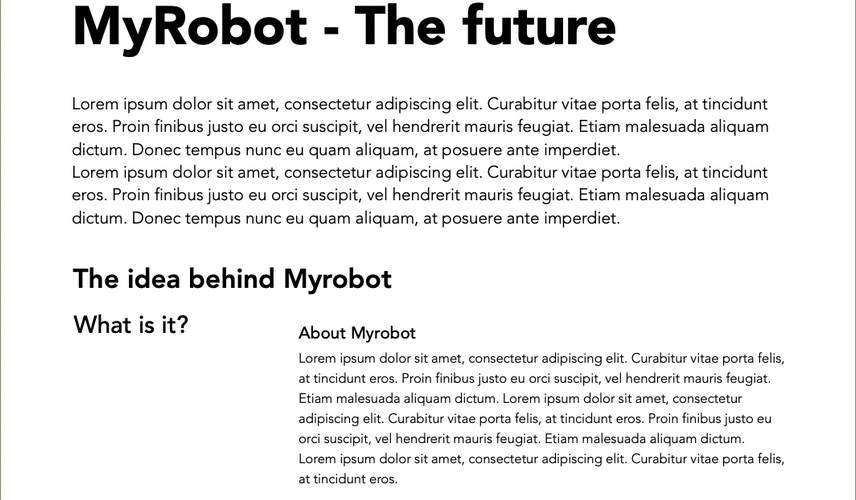 MyRobot - The future
Lorem ipsum dolor sit amet, consectetur adipiscing elit. Curabitur vitae porta felis, at tincidunt
eros. Proin finibus justo eu orci suscipit, vel hendrerit mauris feugiat. Etiam malesuada aliquam
dictum. Donec tempus nunc eu quam aliquam, at posuere ante imperdiet.
Lorem ipsum dolor sit amet, consectetur adipiscing elit. Curabitur vitae porta felis, at tincidunt
eros. Proin finibus justo eu orci suscipit, vel hendrerit mauris feugiat. Etiam malesuada aliquam
dictum. Donec tempus nunc eu quam aliquam, at posuere ante imperdiet.
The idea behind Myrobot
What is it?
About Myrobot
Lorem ipsum dolor sit amet, consectetur adipiscing elit. Curabitur vitae porta felis,
at tincidunt eros. Proin finibus justo eu orci suscipit, vel hendrerit mauris feugiat.
Etiam malesuada aliquam dictum. Lorem ipsum dolor sit amet, consectetur
adipiscing elit. Curabitur vitae porta felis, at tincidunt eros. Proin finibus justo eu
orci suscipit, vel hendrerit mauris feugiat. Etiam malesuada aliquam dictum.
Lorem ipsum dolor sit amet, consectetur adipiscing elit. Curabitur vitae porta felis,
at tincidunt eros.